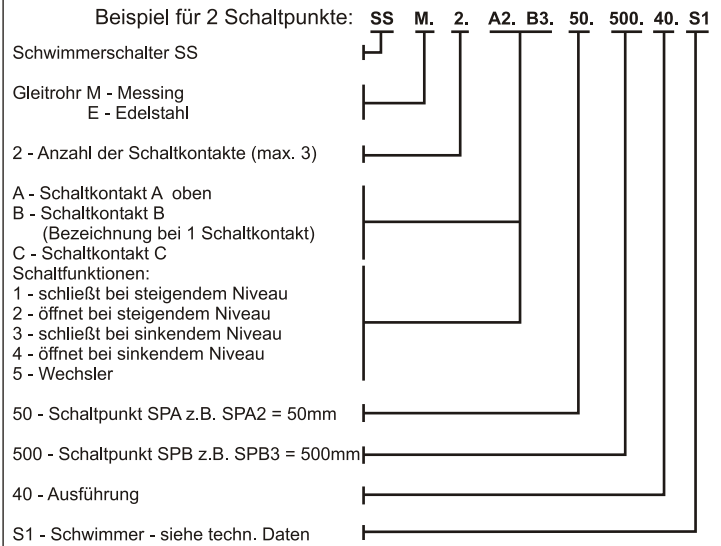 Beispiel für 2 Schaltpunkte: SS M. 2. A2. B3. 50. 500. 40. S1
Schwimmerschalter SS
Gleitrohr M - Messing
E - Edelstahl
2 - Anzahl der Schaltkontakte (max. 3)
A - Schaltkontakt A oben
B - Schaltkontakt B
(Bezeichnung bei 1 Schaltkontakt)
C - Schaltkontakt C
Schaltfunktionen:
1 - schließt bei steigendem Niveau
2 - öffnet bei steigendem Niveau
3 - schließt bei sinkendem Niveau
4 - öffnet bei sinkendem Niveau
5 - Wechsler
50 - Schaltpunkt SPA z.B. SPA2 = 50mm
500 - Schaltpunkt SPB z.B. SPB3 = 500mm
40 - Ausführung
S1 - Schwimmer - siehe techn. Daten